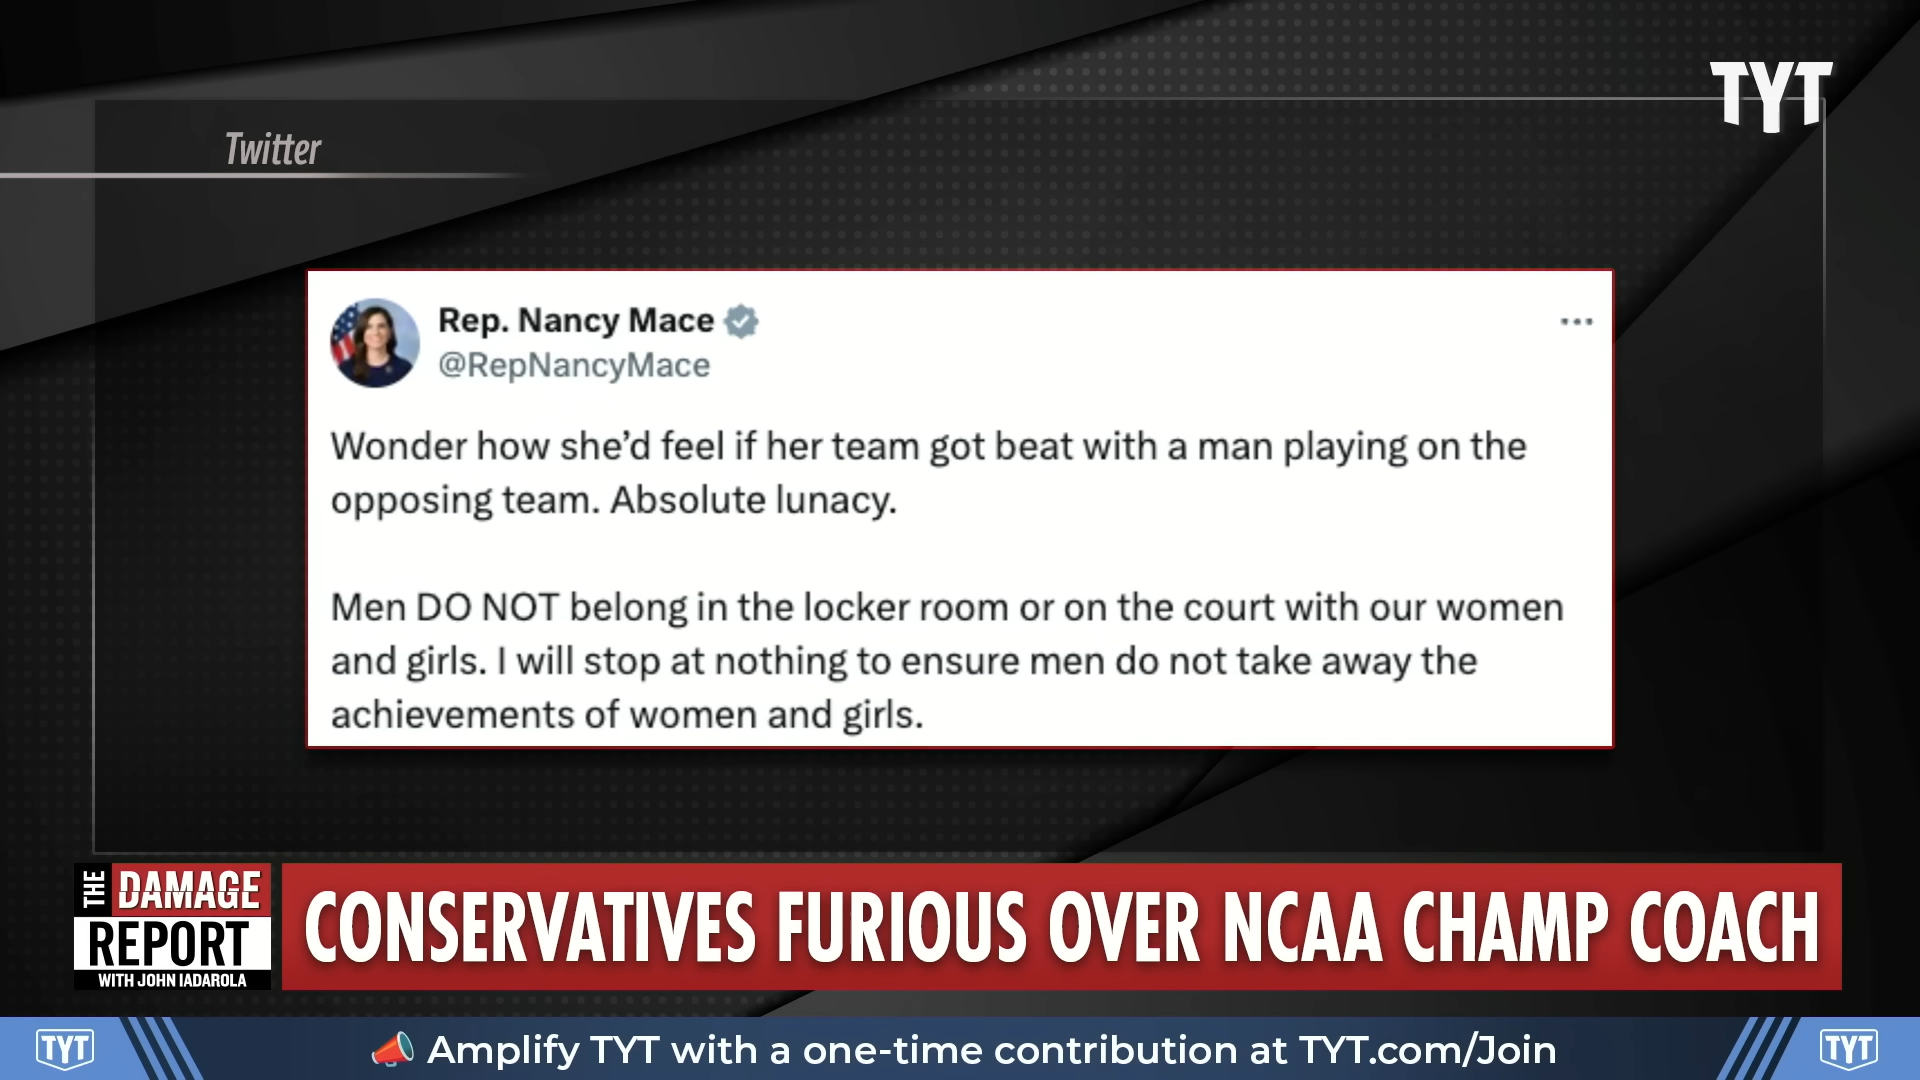 TYT
Twitter
Rep. Nancy Mace
@RepNancyMace
Wonder how she’d feel if her team got beat with a man playing on the
opposing team. Absolute lunacy.
Men DO NOT belong in the locker room or on the court with our women
and girls. I will stop at nothing to ensure men do not take away the
achievements of women and girls.
THE DAMAGE
REPORT
WITH JOHN IADAROLA
CONSERVATIVES FURIOUS OVER NCAA CHAMP COACH
TYT
Amplify TYT with a one-time contribution at TYT.com/Join
TYT